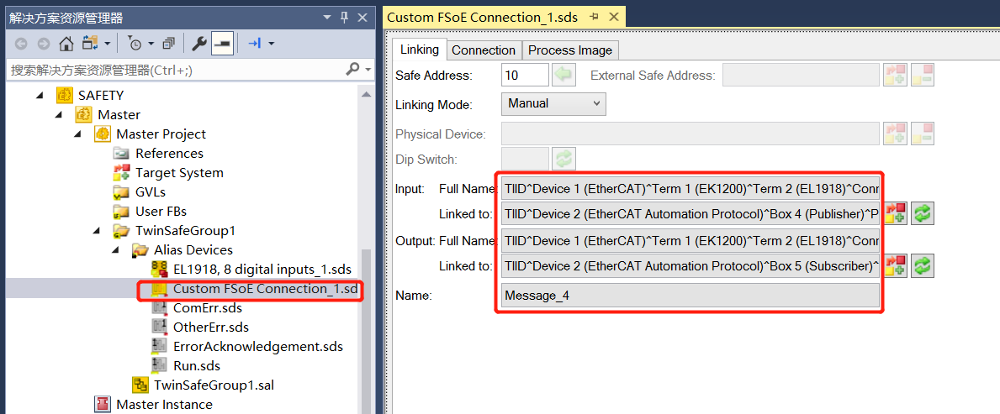 解决方案资源管理器
搜索解决方案资源管理器(Ctrl+;)
SAFETY
Master
Master Project
References
Target System
GVLs
User FBs
TwinSafeGroup1
Alias Devices
EL1918, 8 digital inputs_1.sds
Custom FSoE Connection_1.sd
ComErr.sds
OtherErr.sds
ErrorAcknowledgement.sds
Run.sds
TwinSafeGroup1.sal
Master Instance
Custom FSoE Connection_1.sds
Linking Connection Process Image
Safe Address: 10 External Safe Address:
Linking Mode: Manual
Physical Device:
Dip Switch:
Input: Full Name: TIID^Device 1 (EtherCAT)^Term 1 (EK1200)^Term 2 (EL1918)^Conn
Linked to: TIID^Device 2 (EtherCAT Automation Protocol)^Box 4 (Publisher)^P
Output: Full Name: TIID^Device 1 (EtherCAT)^Term 1 (EK1200)^Term 2 (EL1918)^Conn
Linked to: TIID^Device 2 (EtherCAT Automation Protocol)^Box 5 (Subscriber)^
Name: Message_4